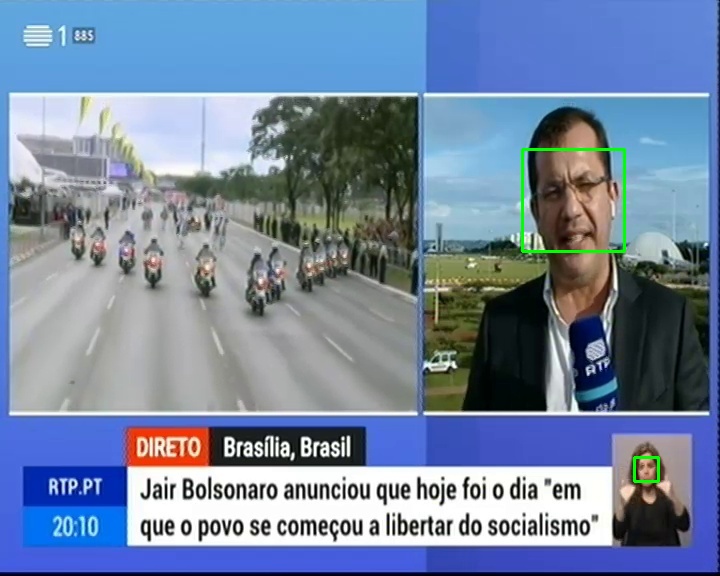 1 885
RTP
DIRETO Brasília, Brasil
RTP.PT
20:10
Jair Bolsonaro anunciou que hoje foi o dia "em
que o povo se começou a libertar do socialismo"